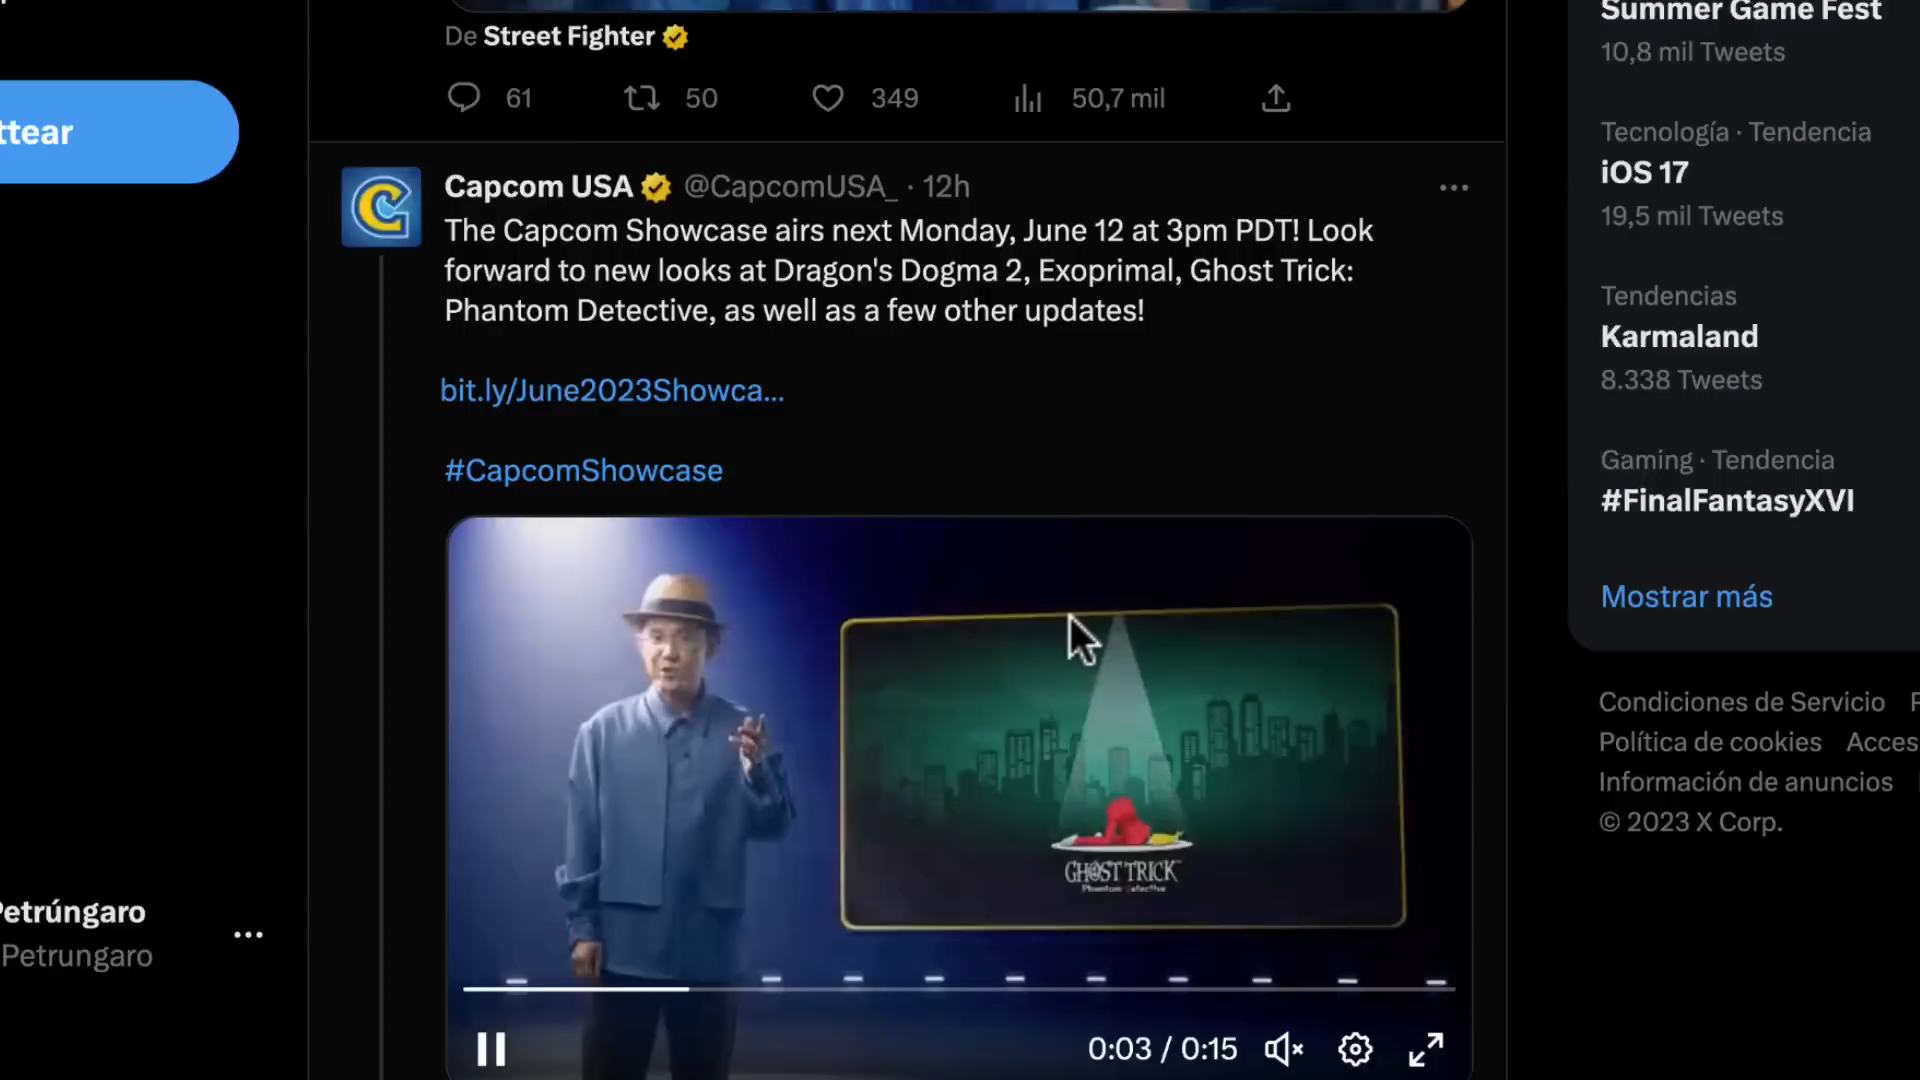 De Street Fighter
61
50
349
50,7 mil
ttear
Capcom USA @CapcomUSA_ · 12h
The Capcom Showcase airs next Monday, June 12 at 3pm PDT! Look
forward to new looks at Dragon's Dogma 2, Exoprimal, Ghost Trick:
Phantom Detective, as well as a few other updates!
bit.ly/June2023Showca...
#CapcomShowcase
GHOST TRICK
Phantom Detective
0:03 / 0:15
Petrúngaro
Petrungaro
Summer Game Fest
10,8 mil Tweets
Tecnología · Tendencia
iOS 17
19,5 mil Tweets
Tendencias
Karmaland
8.338 Tweets
Gaming · Tendencia
#FinalFantasyXVI
Mostrar más
Condiciones de Servicio
Política de cookies Acces
Información de anuncios
© 2023 X Corp.